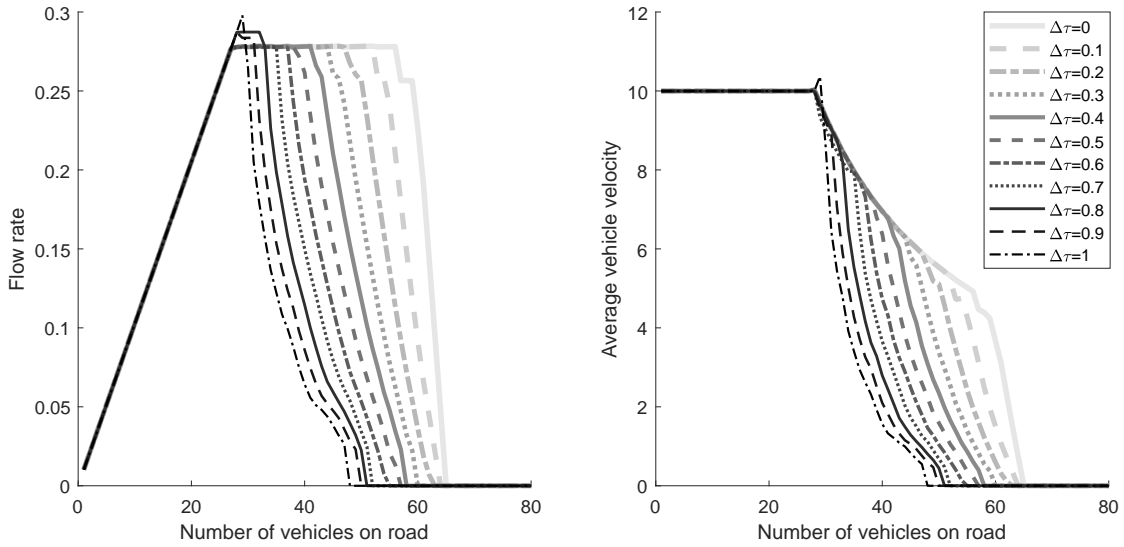 0.3
0.25
0.2
0.15
0.1
0.05
0
Flow rate
0 20 40 60 80
Number of vehicles on road
12
10
8
6
4
2
0
Average vehicle velocity
0 20 40 60 80
Number of vehicles on road
Δτ=0
Δτ=0.1
Δτ=0.2
Δτ=0.3
Δτ=0.4
Δτ=0.5
Δτ=0.6
Δτ=0.7
Δτ=0.8
Δτ=0.9
Δτ=1